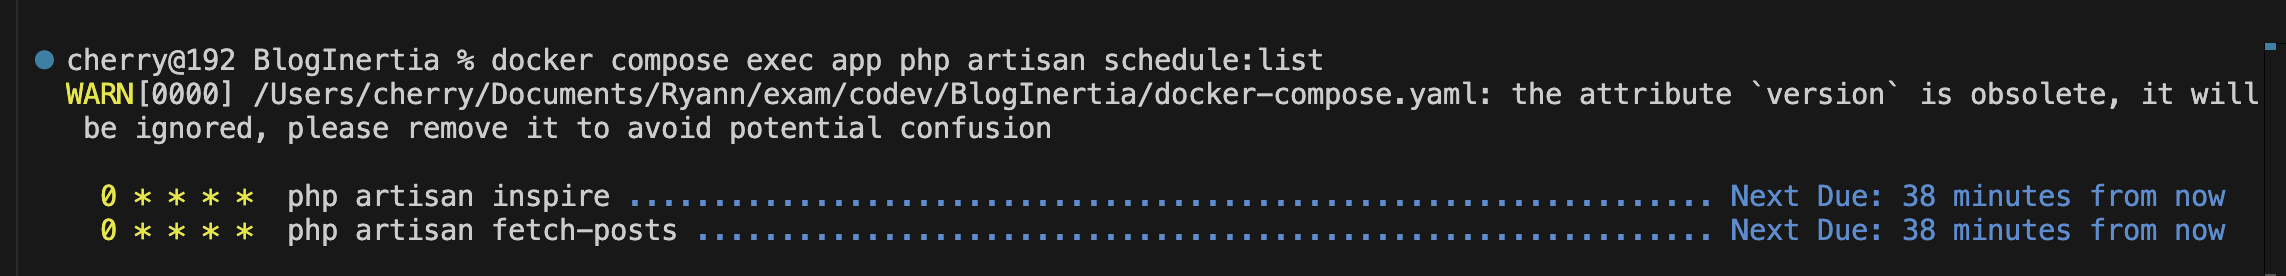 cherry@192 BlogInertia % docker compose exec app php artisan schedule:list
WARN[0000] /Users/cherry/Documents/Ryann/exam/codev/BlogInertia/docker-compose.yaml: the attribute `version` is obsolete, it will
be ignored, please remove it to avoid potential confusion
0 * * * *  php artisan inspire ................................................................ Next Due: 38 minutes from now
0 * * * *  php artisan fetch-posts ............................................................ Next Due: 38 minutes from now